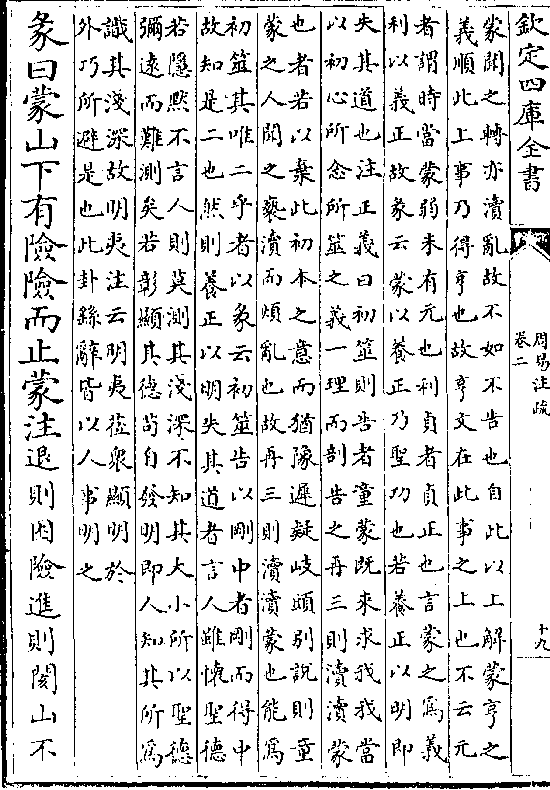 欽定四庫全書
周易注疏
卷二
十九
蒙聞之轉亦瀆亂故不如不告也自此以上解蒙亨之
義順此上事乃得亨也故亨文在此事之上也不云元
者謂時當蒙弱未有元也利貞者貞正也言蒙之為義
利以義正故彖云蒙以養正乃聖功也若養正以明即
失其道也注正義曰初筮則告者童蒙既來求我我當
以初心所念所筮之義一理而剖告之再三則瀆瀆蒙
也者若以棄此初本之意而猶豫遲疑岐頭別說則童
蒙之人聞之褻瀆而煩亂也故再三則瀆瀆蒙也能為
初筮其唯二乎者以彖云初筮告以剛中者剛而得中
故知是二也然則養正以明失其道者言人雖懷聖德
若隱黙不言人則莫測其淺深不知其大小所以聖德
彌遠而難測矣若彰顯其德茍自發明即人知其所為
識其淺深故明夷注云明夷莅衆顯明於
外巧所避是也此卦繇辭皆以人事明之
彖曰蒙山下有險險而止蒙注退則困險進則閡山不